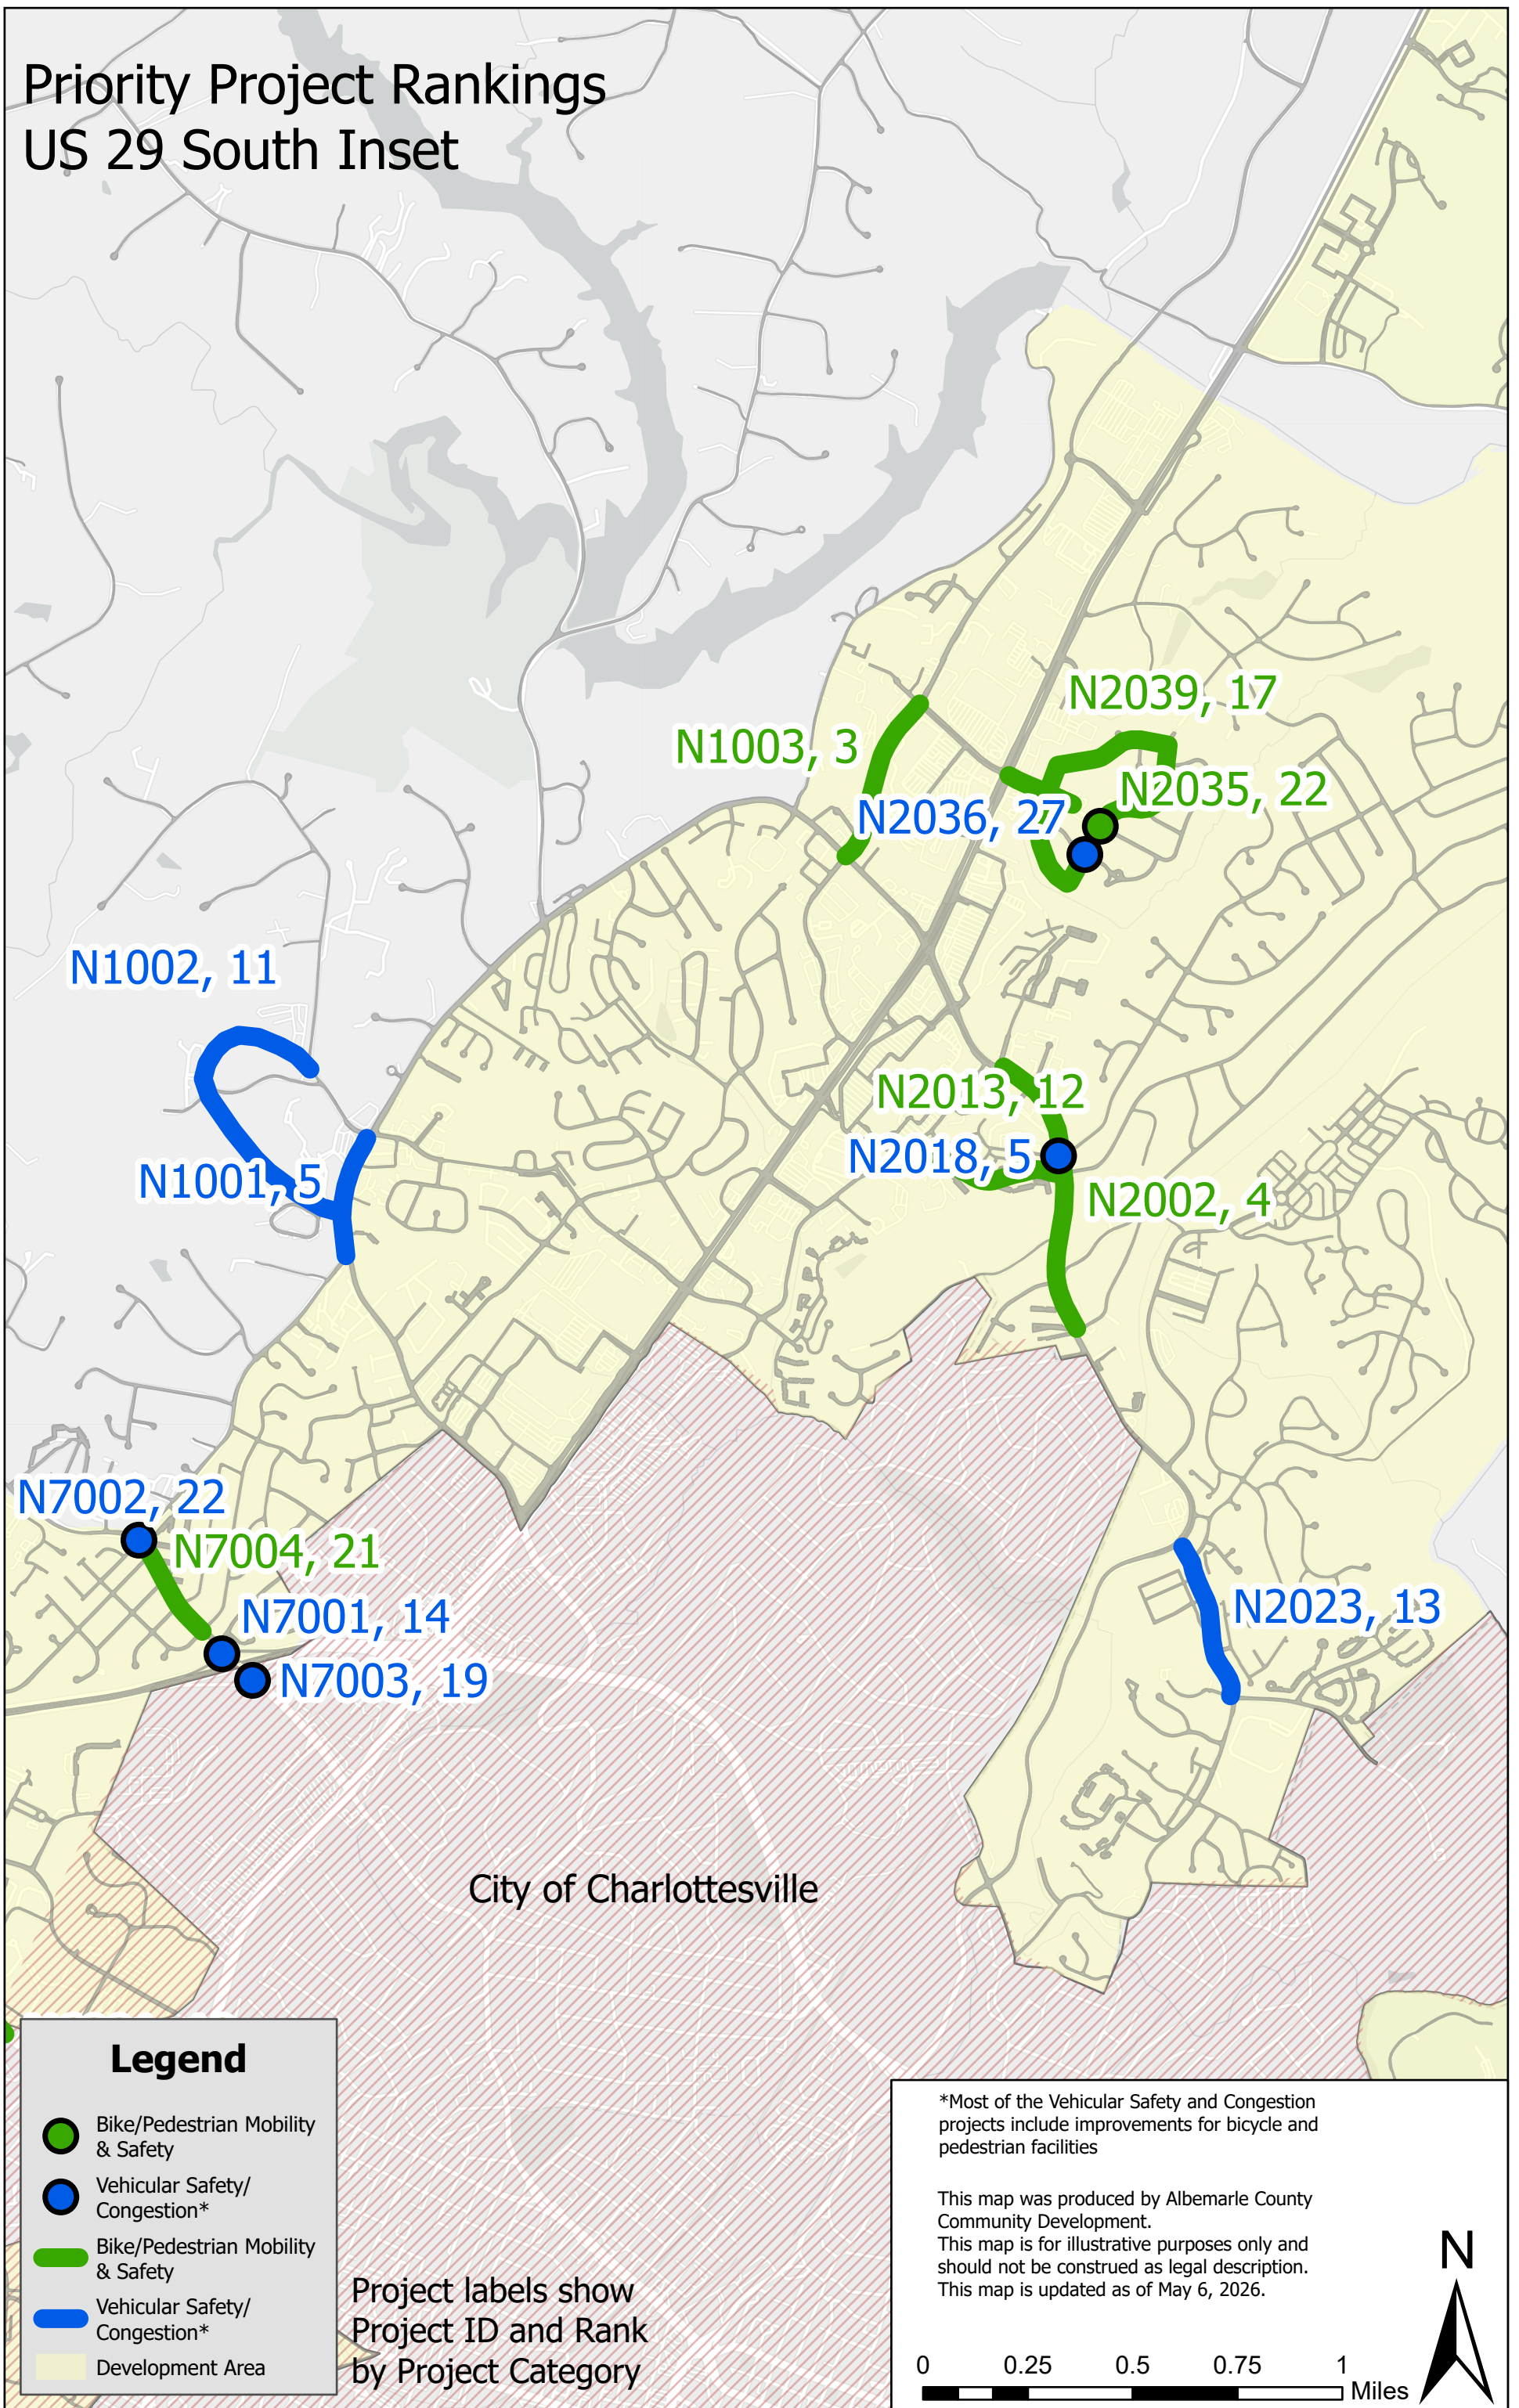 Priority Project Rankings
US 29 South Inset
N2039, 17
N1003, 3
N2035, 22
N2036, 27
N1002, 11
N2013, 12
N2018, 5
N1001, 5
N2002, 4
N7002, 22
N7004, 21
N7001, 14
N2023, 13
N7003, 19
City of Charlottesville
Legend
Bike/Pedestrian Mobility
& Safety
Vehicular Safety/
Congestion*
Bike/Pedestrian Mobility
& Safety
Vehicular Safety/
Congestion*
Development Area
Project labels show
Project ID and Rank
by Project Category
*Most of the Vehicular Safety and Congestion
projects include improvements for bicycle and
pedestrian facilities
This map was produced by Albemarle County
Community Development.
This map is for illustrative purposes only and
should not be construed as legal description.
This map is updated as of May 6, 2026.
N
0 0.25 0.5 0.75 1
Miles